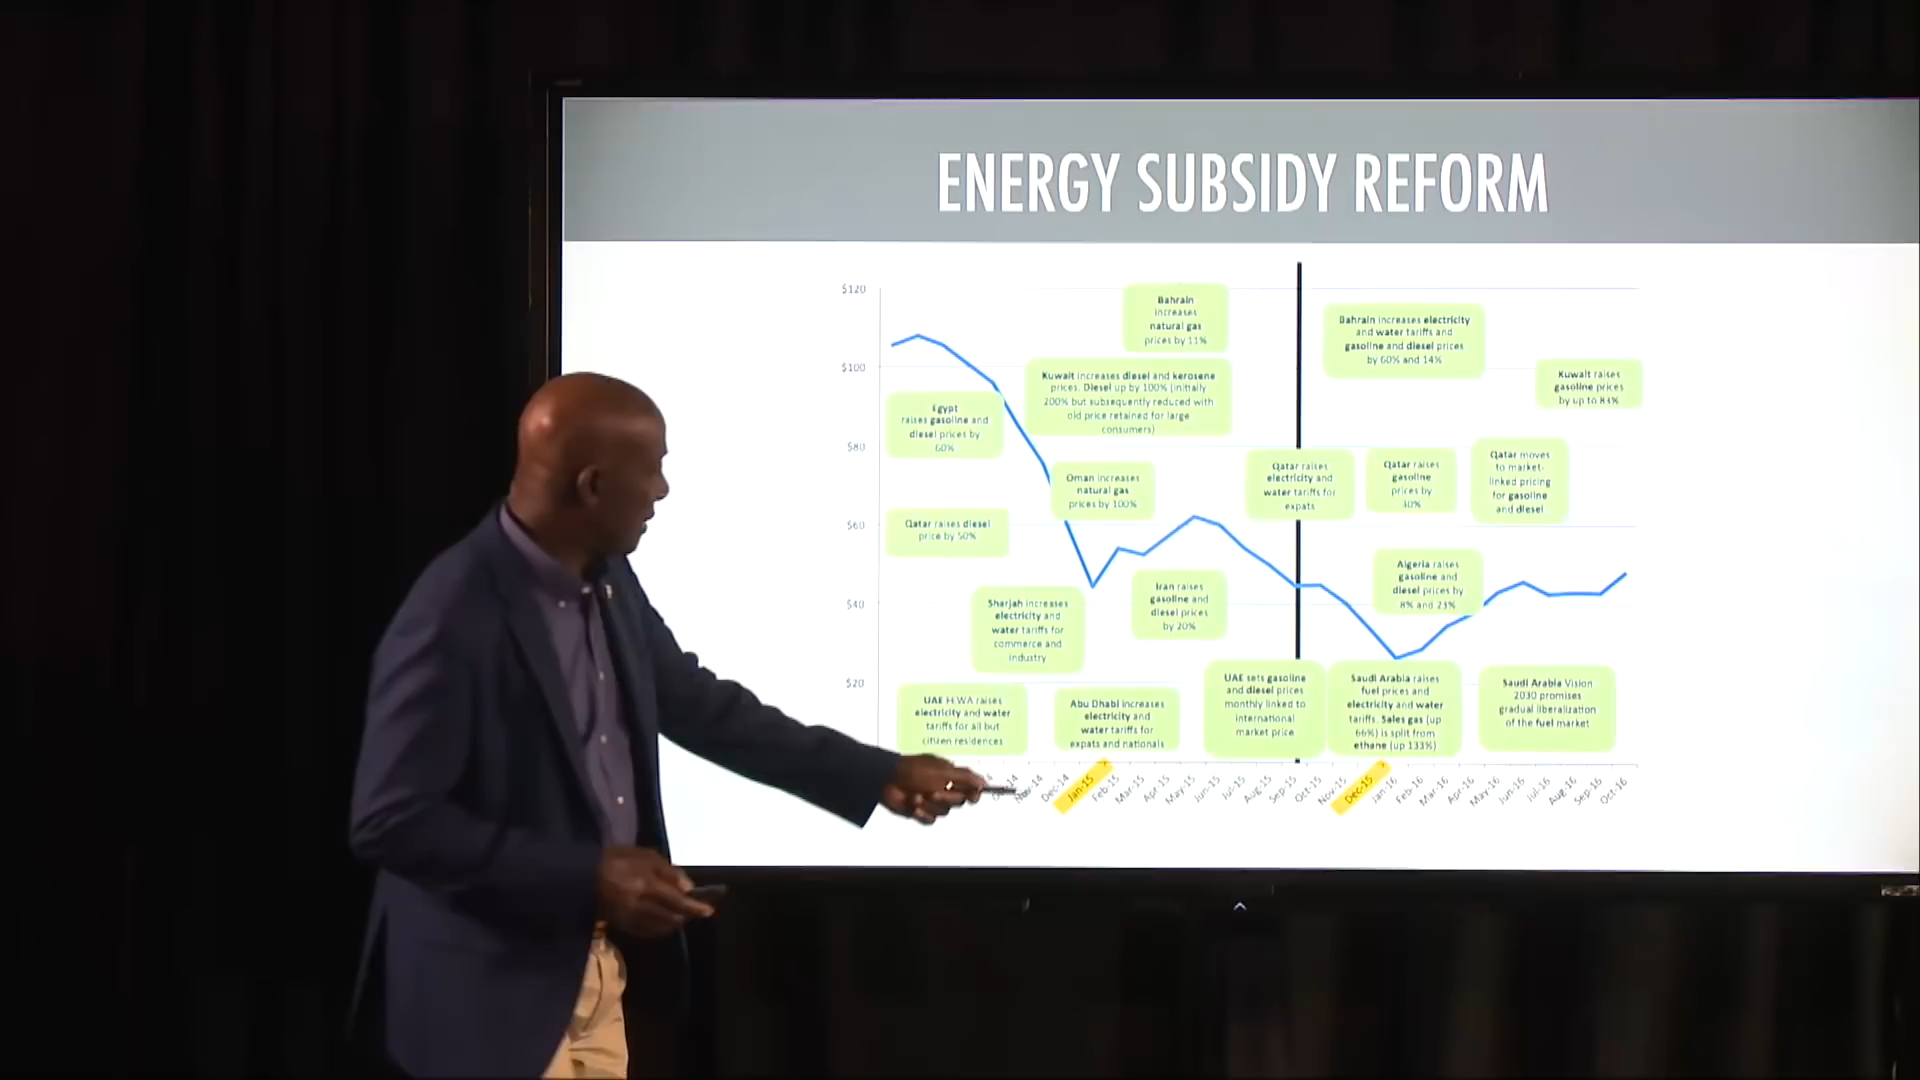 ENERGY SUBSIDY REFORM
$120
$100
$80
$60
$40
$20
Bahrain
increases
natural gas
prices by 11%
Bahrain increases electricity
and water tariffs and
gasoline and diesel prices
by 60% and 14%
Kuwait increases diesel and kerosene
prices. Diesel up by 100% (initially
200% but subsequently reduced with
old price retained for large
consumers)
Kuwait raises
gasoline prices
by up to 83%
Egypt
raises gasoline and
diesel prices by
60%
Oman increases
natural gas
prices by 100%
Qatar raises
electricity and
water tariffs for
expats
Qatar raises
gasoline
prices by
30%
Qatar moves
to market-
linked pricing
for gasoline
and diesel
Qatar raises diesel
price by 50%
Sharjah increases
electricity and
water tariffs for
commerce and
industry
Iran raises
gasoline and
diesel prices
by 20%
Algeria raises
gasoline and
diesel prices by
8% and 23%
UAE FEWA raises
electricity and water
tariffs for all but
citizen residences
Abu Dhabi increases
electricity and
water tariffs for
expats and nationals
UAE sets gasoline
and diesel prices
monthly linked to
international
market price
Saudi Arabia raises
fuel prices and
electricity and water
tariffs. Sales gas (up
66%) is split from
ethane (up 133%)
Saudi Arabia Vision
2030 promises
gradual liberalization
of the fuel market
Nov-14
Dec-14
Jan-15
Feb-15
Mar-15
Apr-15
May-15
Jun-15
Jul-15
Aug-15
Sep-15
Oct-15
Nov-15
Dec-15
Jan-16
Feb-16
Mar-16
Apr-16
May-16
Jun-16
Jul-16
Aug-16
Sep-16
Oct-16